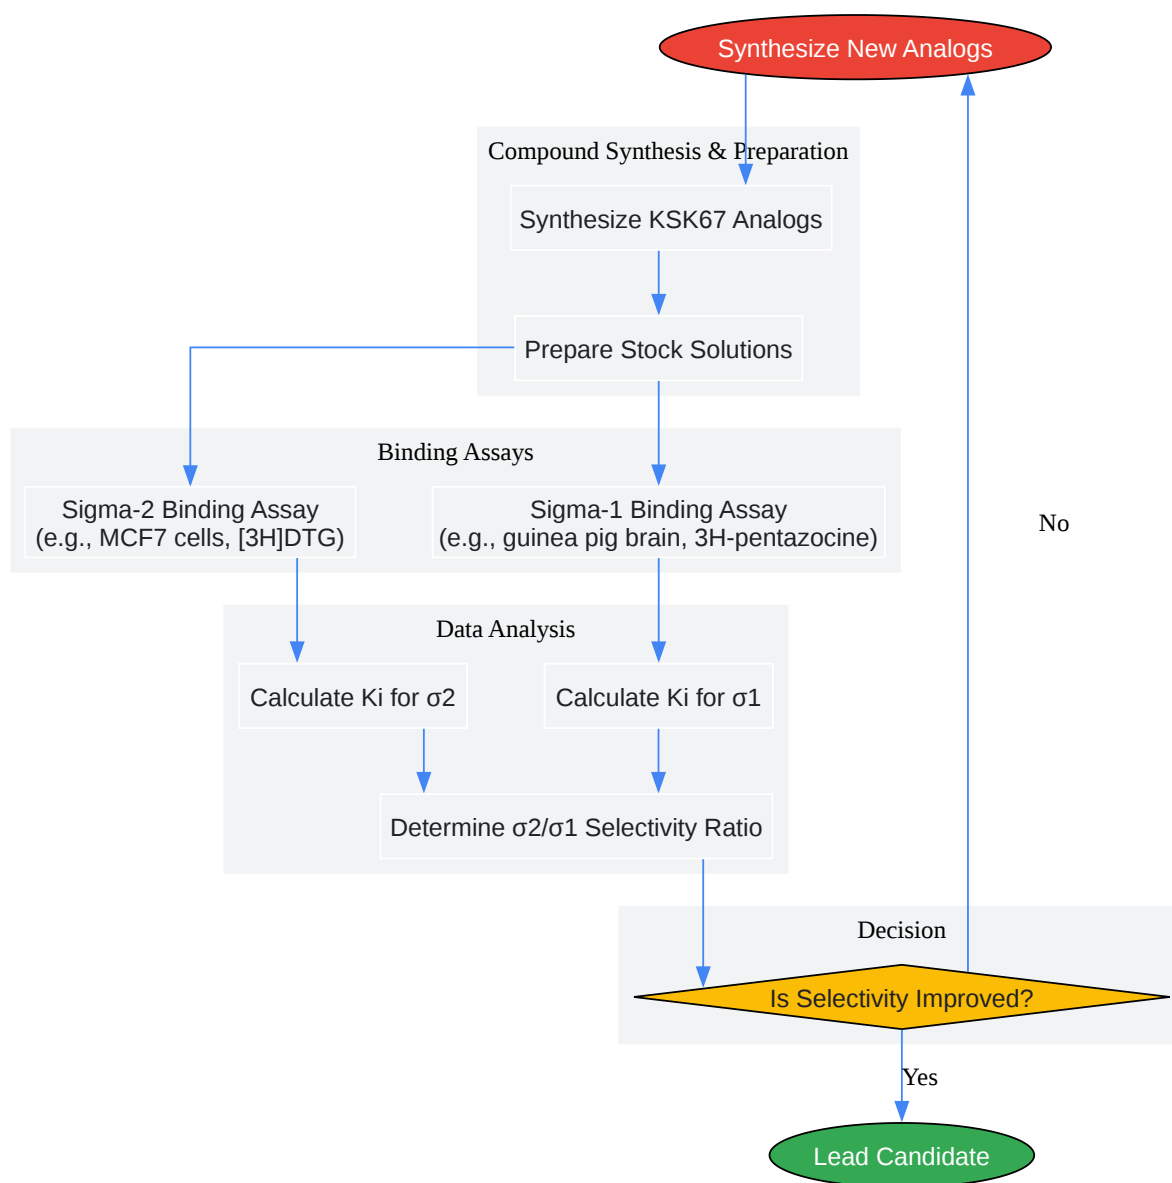 Synthesize New Analogs
Compound Synthesis & Preparation
Synthesize KSK67 Analogs
Prepare Stock Solutions
Binding Assays
Sigma-2 Binding Assay
(e.g., MCF7 cells, [3H]DTG)
Sigma-1 Binding Assay
(e.g., guinea pig brain, 3H-pentazocine)
No
Data Analysis
Calculate Ki for σ2
Calculate Ki for σ1
Determine σ2/σ1 Selectivity Ratio
Decision
Is Selectivity Improved?
Yes
Lead Candidate